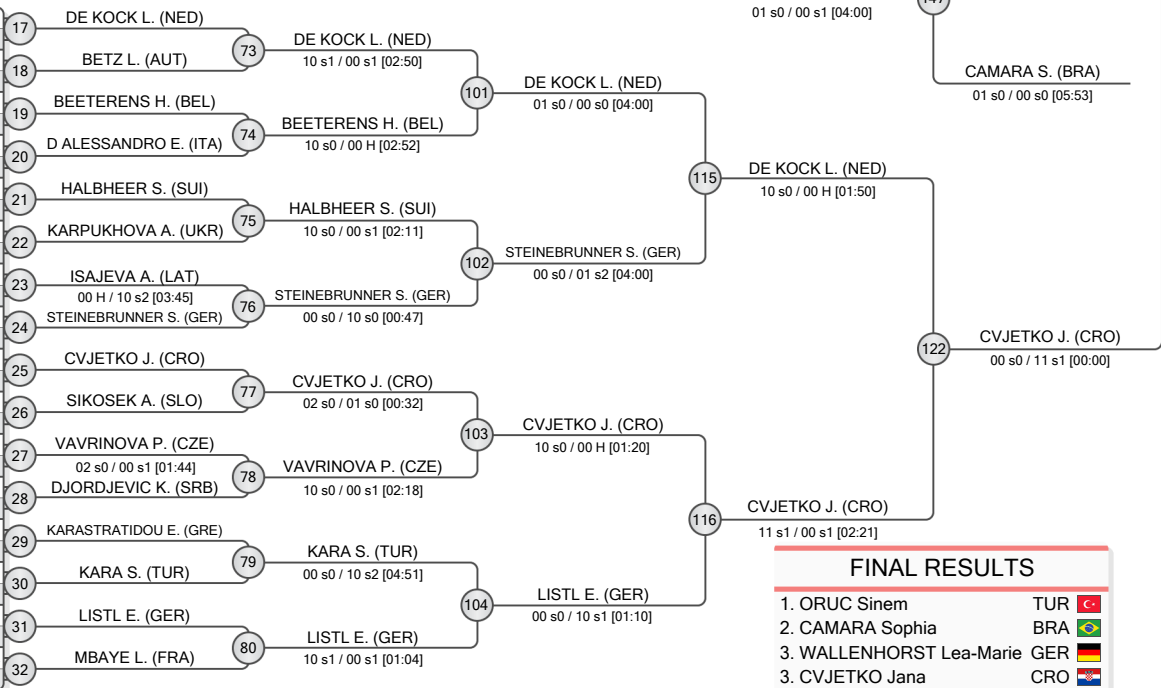 17
DE KOCK L. (NED)
18
BETZ L. (AUT)
19
BEETERENS H. (BEL)
20
D ALESSANDRO E. (ITA)
21
HALBHEER S. (SUI)
22
KARPUKHOVA A. (UKR)
23
ISAJEVA A. (LAT)
00 H / 10 s2 [03:45]
24
STEINEBRUNNER S. (GER)
25
CVJETKO J. (CRO)
26
SIKOSEK A. (SLO)
27
VAVRINOVA P. (CZE)
02 s0 / 00 s1 [01:44]
28
DJORDJEVIC K. (SRB)
29
KARASTRATIDOU E. (GRE)
30
KARA S. (TUR)
31
LISTL E. (GER)
32
MBAYE L. (FRA)
73
DE KOCK L. (NED)
10 s1 / 00 s1 [02:50]
74
BEETERENS H. (BEL)
10 s0 / 00 H [02:52]
75
HALBHEER S. (SUI)
10 s0 / 00 s1 [02:11]
76
STEINEBRUNNER S. (GER)
00 s0 / 10 s0 [00:47]
77
CVJETKO J. (CRO)
02 s0 / 01 s0 [00:32]
78
VAVRINOVA P. (CZE)
10 s0 / 00 s1 [02:18]
79
KARA S. (TUR)
00 s0 / 10 s2 [04:51]
80
LISTL E. (GER)
10 s1 / 00 s1 [01:04]
101
DE KOCK L. (NED)
01 s0 / 00 s0 [04:00]
102
STEINEBRUNNER S. (GER)
00 s0 / 01 s2 [04:00]
103
CVJETKO J. (CRO)
10 s0 / 00 H [01:20]
104
LISTL E. (GER)
00 s0 / 10 s1 [01:10]
115
DE KOCK L. (NED)
10 s0 / 00 H [01:50]
116
CVJETKO J. (CRO)
11 s1 / 00 s1 [02:21]
122
CVJETKO J. (CRO)
00 s0 / 11 s1 [00:00]
01 s0 / 00 s1 [04:00]
147
CAMARA S. (BRA)
01 s0 / 00 s0 [05:53]
FINAL RESULTS
1. ORUC Sinem TUR
2. CAMARA Sophia BRA
3. WALLENHORST Lea-Marie GER
3. CVJETKO Jana CRO